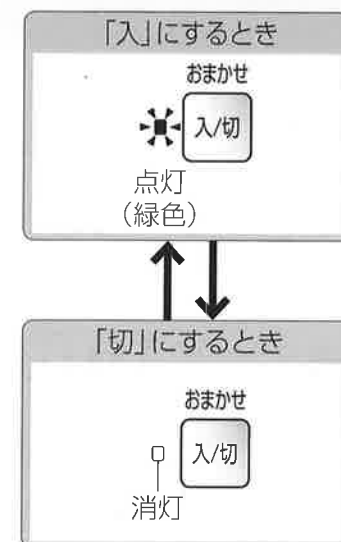 「入」にするとき
おまかせ
入/切
点灯
(緑色)
「切」にするとき
おまかせ
入/切
消灯